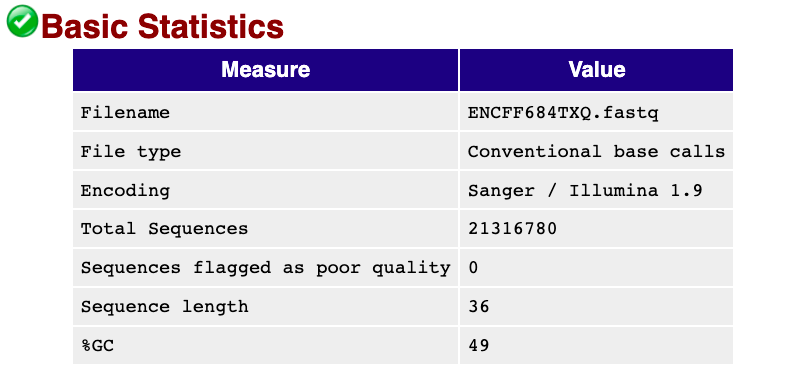 Basic Statistics
Measure Value
Filename ENCFF684TXQ.fastq
File type Conventional base calls
Encoding Sanger / Illumina 1.9
Total Sequences 21316780
Sequences flagged as poor quality 0
Sequence length 36
%GC 49